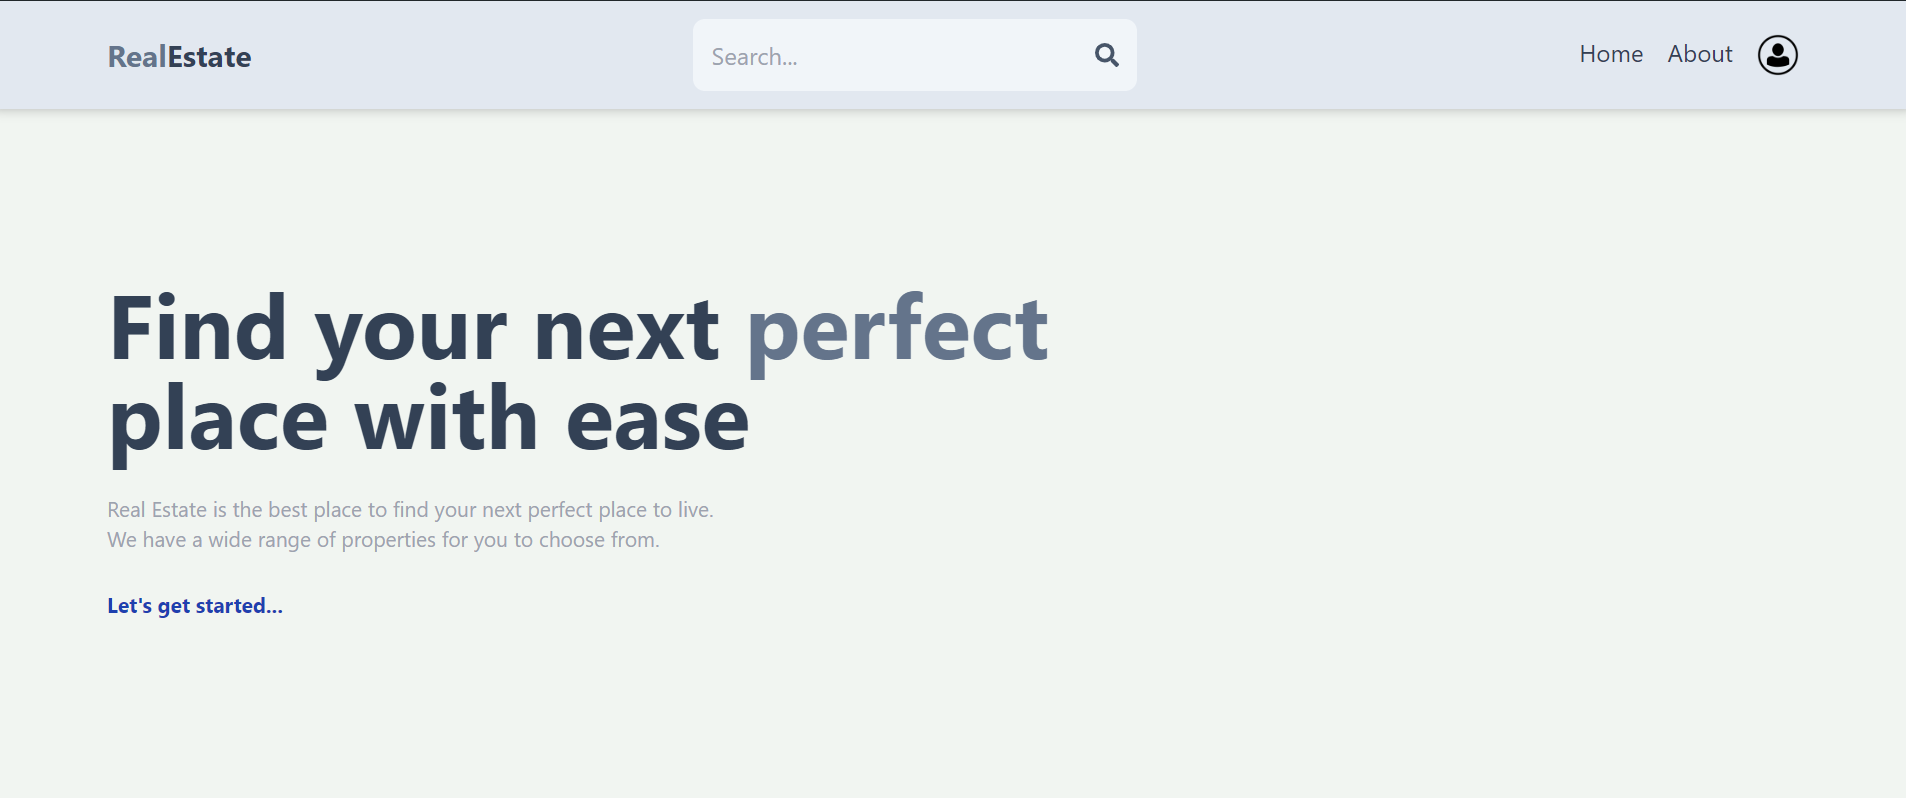 RealEstate
Search...
Home About
Find your next perfect
place with ease
Real Estate is the best place to find your next perfect place to live.
We have a wide range of properties for you to choose from.
Let's get started...